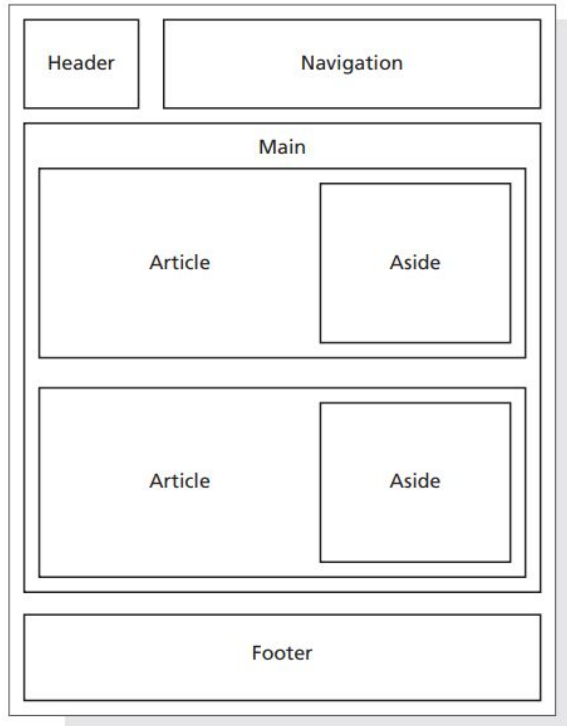 Header
Navigation
Main
Article
Aside
Article
Aside
Footer